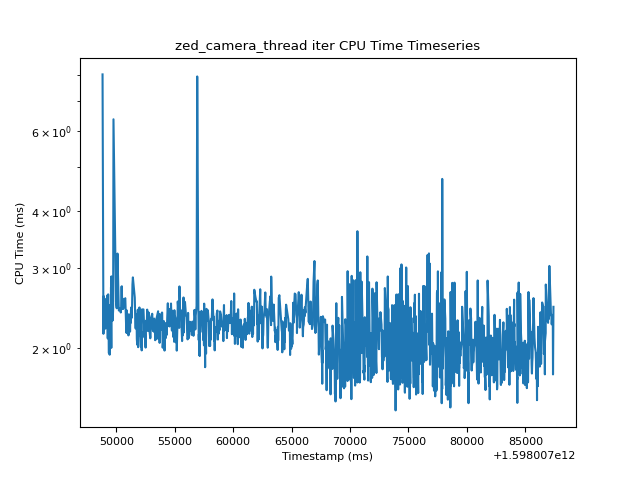 zed_camera_thread iter CPU Time Timeseries
6 × 10⁰
4 × 10⁰
3 × 10⁰
2 × 10⁰
CPU Time (ms)
50000 55000 60000 65000 70000 75000 80000 85000
Timestamp (ms)
+1.598007e12